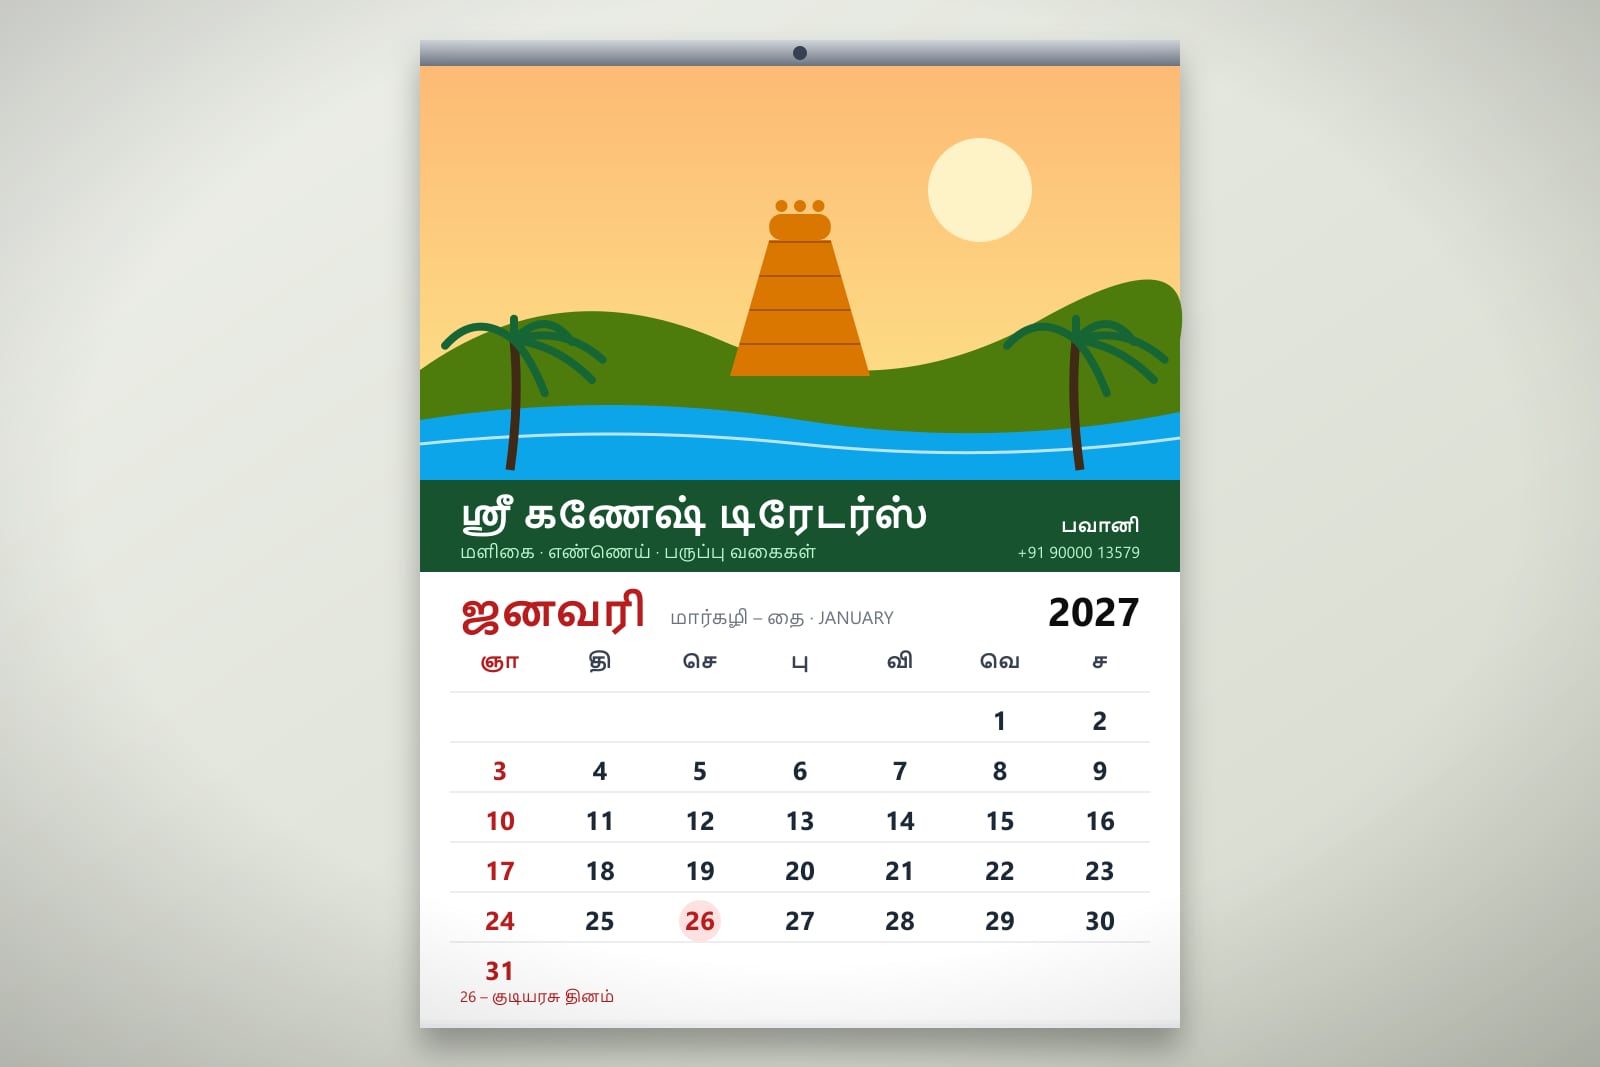 ஸ்ரீ கணேஷ் டிரேடர்ஸ்
பவானி
மளிகை · எண்ணெய் · பருப்பு வகைகள்
+91 90000 13579
ஜனவரி மார்கழி – தை · JANUARY 2027
ஞா தி செ பு வி வெ ச
1 2
3 4 5 6 7 8 9
10 11 12 13 14 15 16
17 18 19 20 21 22 23
24 25 26 27 28 29 30
31
26 – குடியரசு தினம்